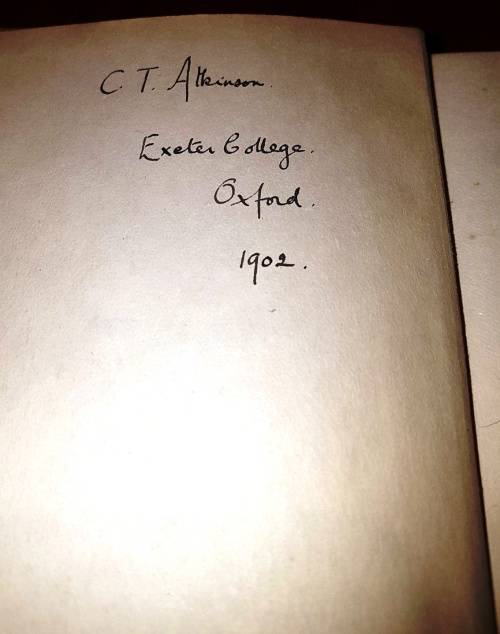 C. T. Atkinson.
Exeter College.
Oxford.
1902.